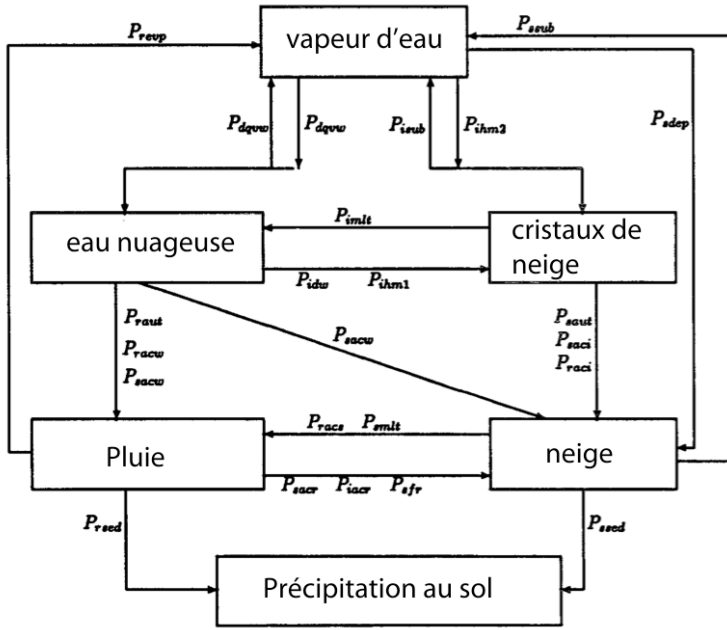 P_revp
vapeur d'eau
P_ssub
P_dqvw
P_dqvw
P_isub
P_ihm2
P_sdep
eau nuageuse
P_imlt
cristaux de
neige
P_idw P_ihm1
P_raut
P_racw
P_sacw
P_sacw
P_saut
P_saci
P_raci
Pluie
P_racs P_smlt
neige
P_sacr P_iacr P_sfr
P_rsed
P_ssed
Précipitation au sol